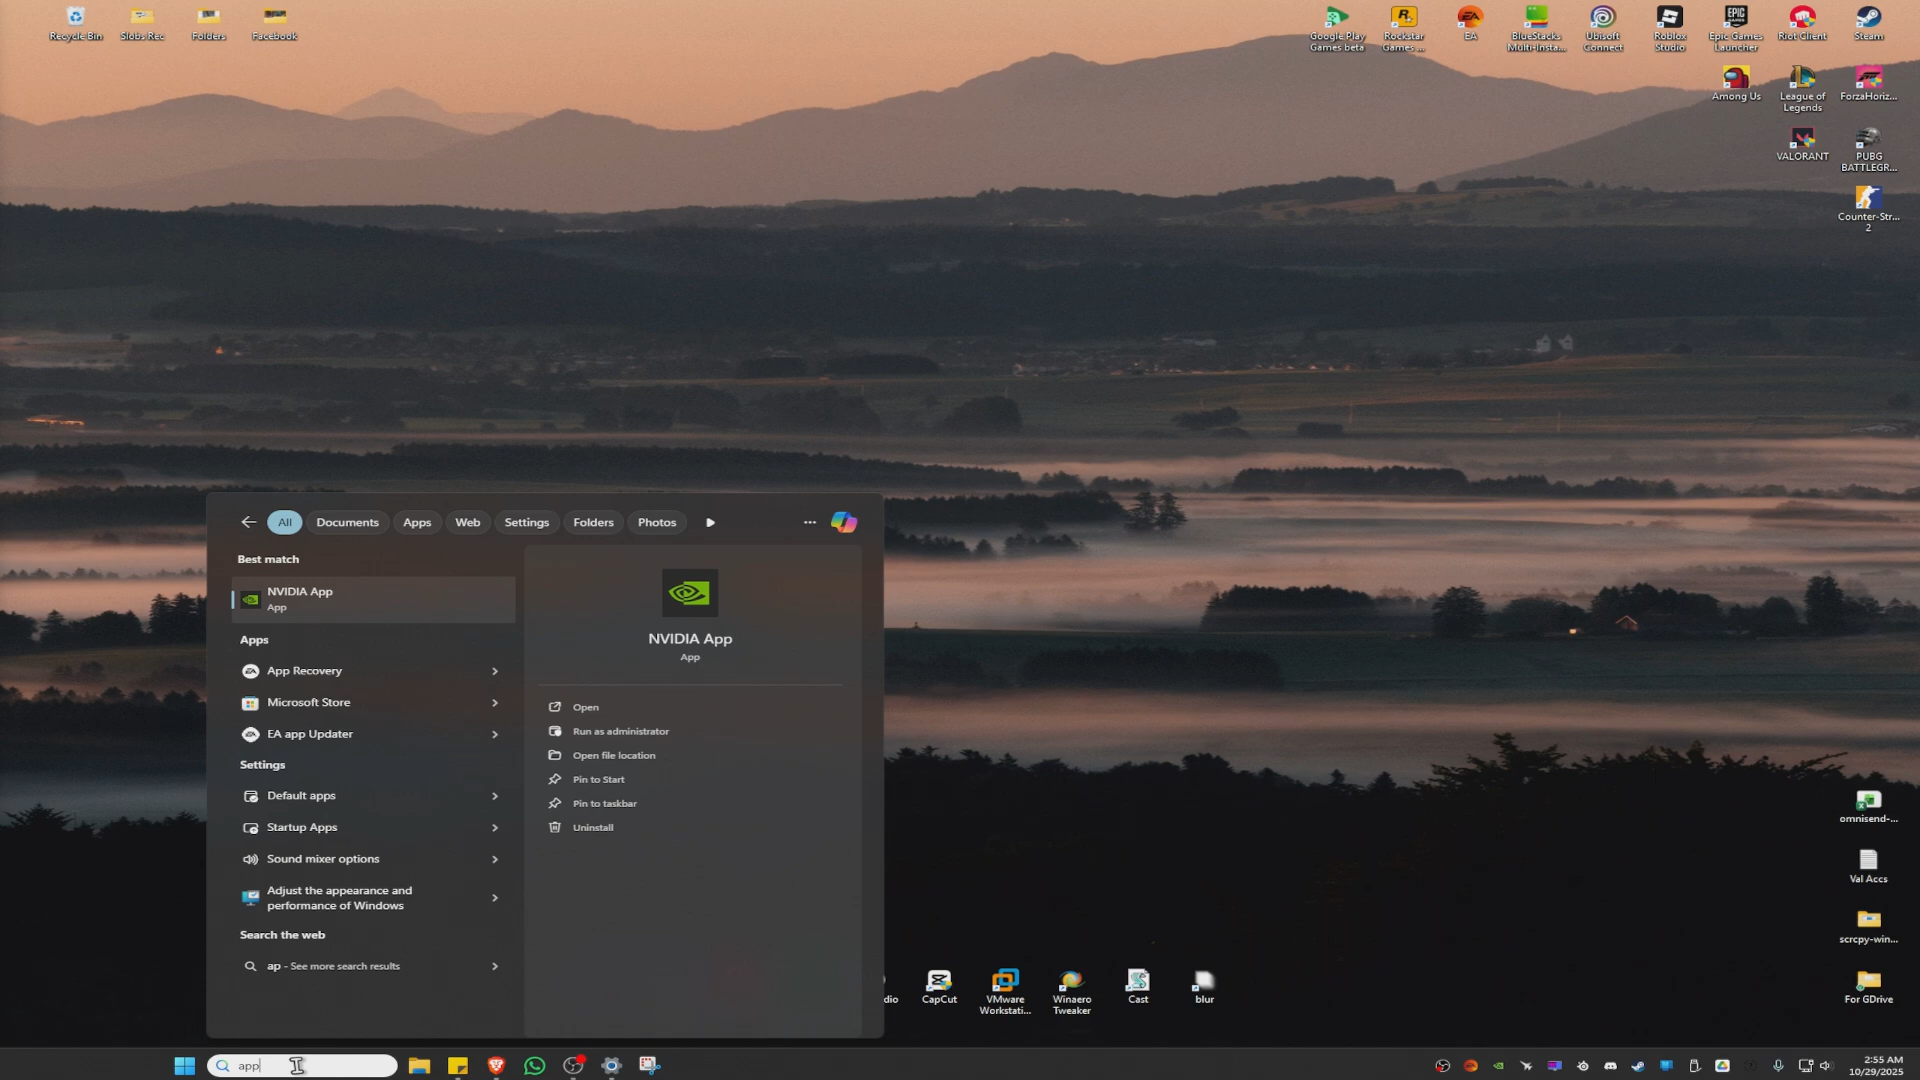 Recycle Bin
Slobs Rec
Folders
Facebook
Google Play
Games beta
Rockstar
Games ...
EA
BlueStacks
Multi-Insta...
Ubisoft
Connect
Roblox
Studio
Epic Games
Launcher
Riot Client
Steam
Among Us
League of
Legends
ForzaHoriz...
VALORANT
PUBG
BATTLEGR...
Counter-Str...
2
All
Documents
Apps
Web
Settings
Folders
Photos
Best match
NVIDIA App
App
Apps
App Recovery
Microsoft Store
EA app Updater
Settings
Default apps
Startup Apps
Sound mixer options
Adjust the appearance and
performance of Windows
Search the web
ap - See more search results
NVIDIA App
App
Open
Run as administrator
Open file location
Pin to Start
Pin to taskbar
Uninstall
omnisend-...
Val Accs
scrcpy-win...
For GDrive
dio
CapCut
VMware
Workstati...
Winaero
Tweaker
Cast
blur
app
2:55 AM
10/29/2025